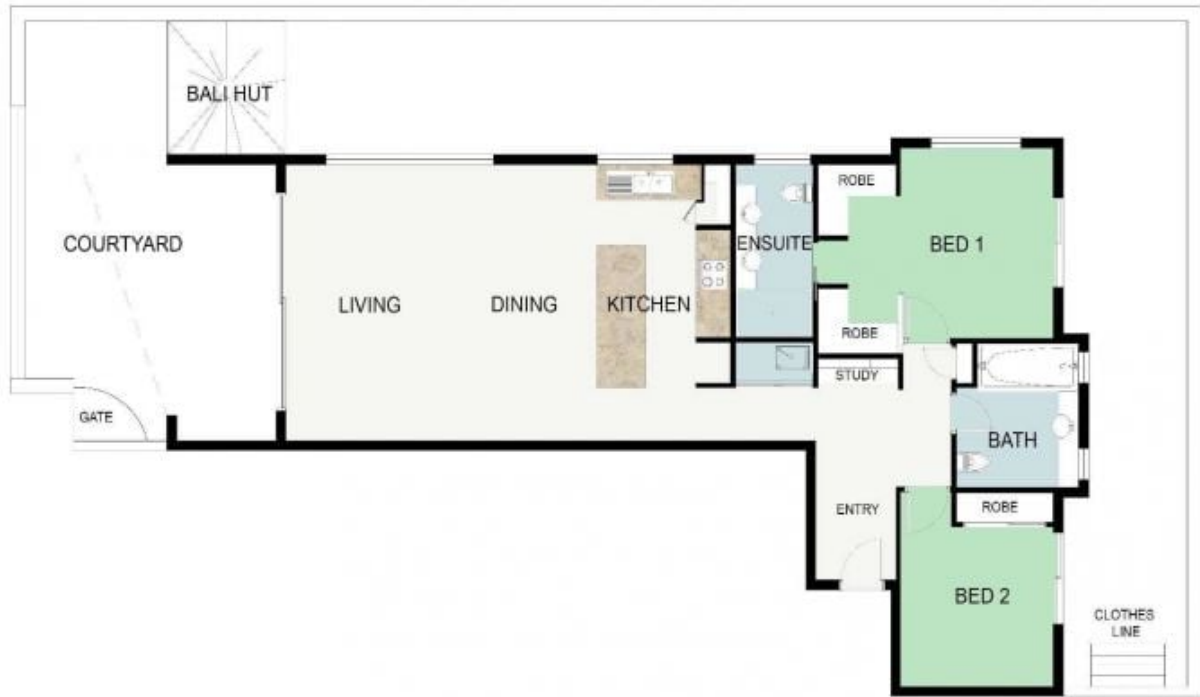 BALI HUT
ROBE
COURTYARD
ENSUITE
BED 1
LIVING
DINING
KITCHEN
ROBE
STUDY
GATE
BATH
ENTRY
ROBE
BED 2
CLOTHES
LINE